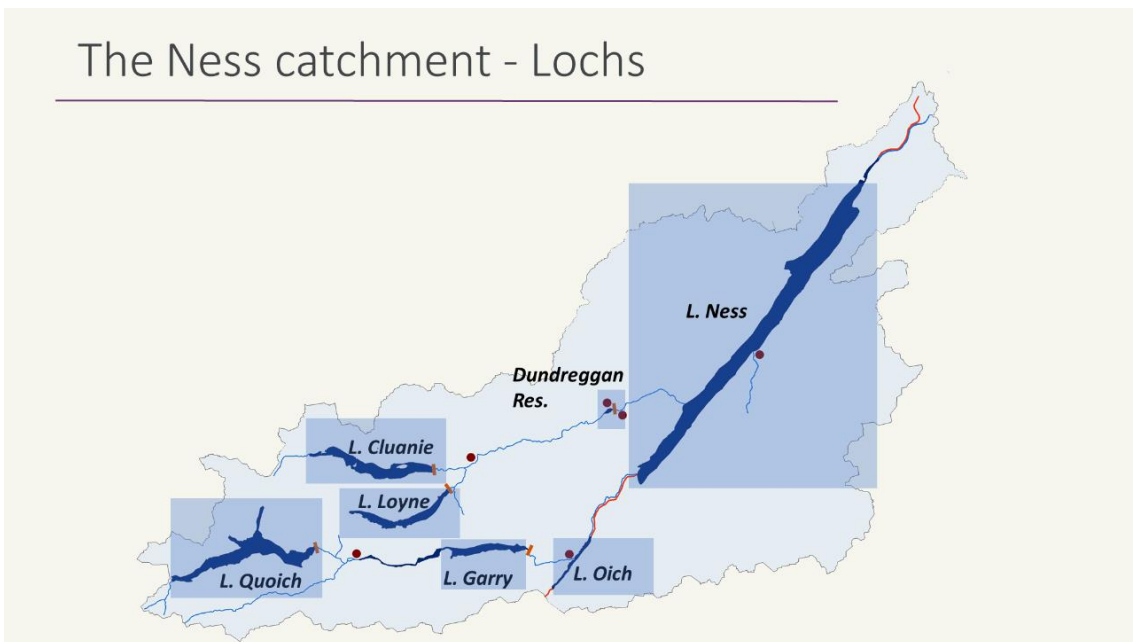 The Ness catchment - Lochs
L. Ness
Dundreggan
Res.
L. Cluanie
L. Loyne
L. Quoich
L. Garry
L. Oich